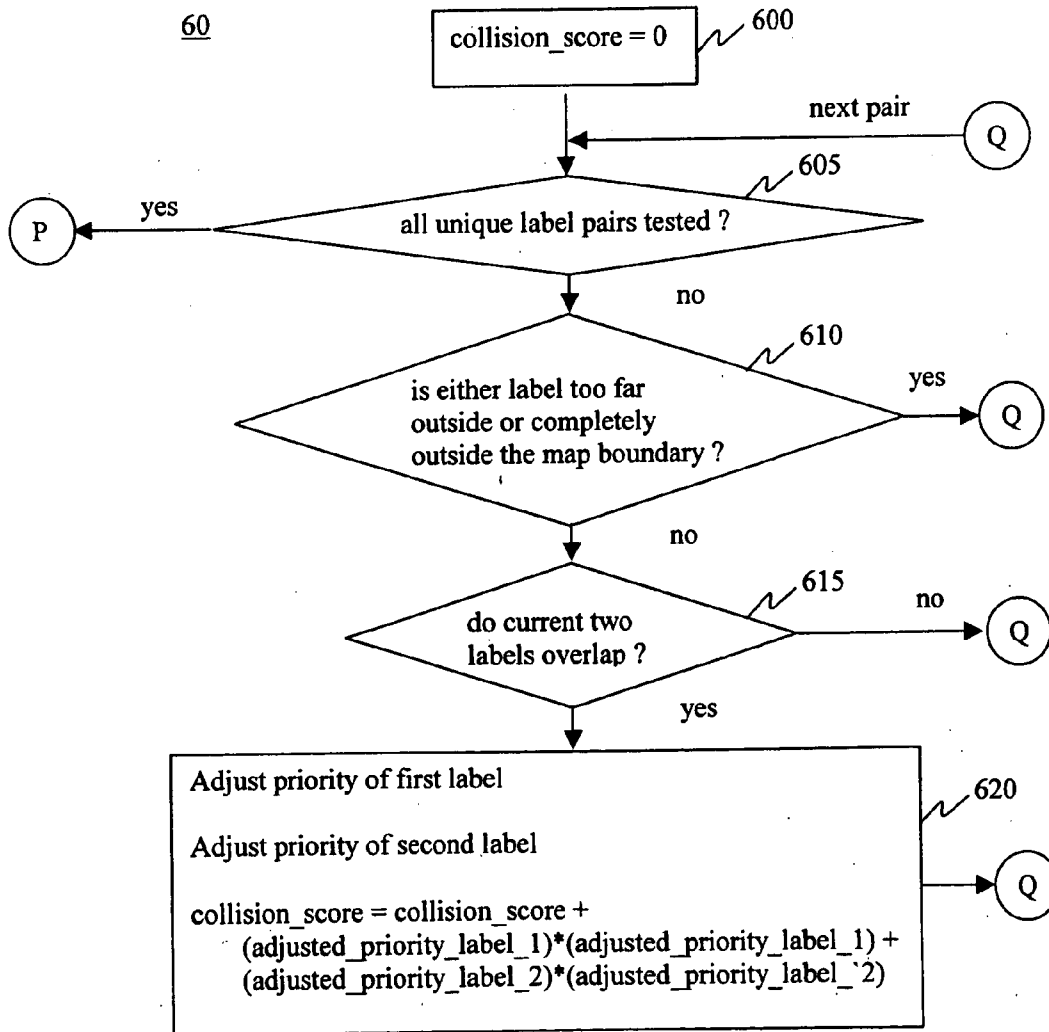 60
collision_score = 0
600
next pair
Q
605
yes
P
all unique label pairs tested ?
no
610
is either label too far
outside or completely
outside the map boundary ?
yes
Q
no
615
do current two
labels overlap ?
no
Q
yes
Adjust priority of first label
620
Adjust priority of second label
Q
collision_score = collision_score +
(adjusted_priority_label_1)*(adjusted_priority_label_1) +
(adjusted_priority_label_2)*(adjusted_priority_label_`2)